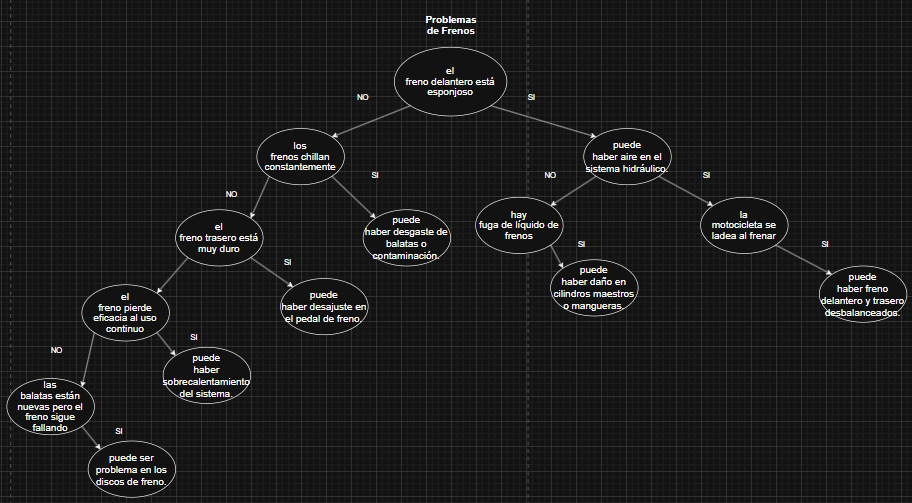 Problemas
de Frenos
el
freno delantero está
esponjoso
NO
SI
los
frenos chillan
constantemente
puede
haber aire en el
sistema hidráulico.
NO
SI
NO
SI
el
freno trasero está
muy duro
puede
haber desgaste de
balatas o
contaminación.
hay
fuga de líquido de
frenos
la
motocicleta se
ladea al frenar
SI
SI
SI
el
freno pierde
eficacia al uso
continuo
puede
haber desajuste en
el pedal de freno.
puede
haber daño en
cilindros maestros
o mangueras.
puede
haber freno
delantero y trasero
desbalanceados.
NO
SI
puede
haber
sobrecalentamiento
del sistema.
las
balatas están
nuevas pero el
freno sigue
fallando
SI
puede ser
problema en los
discos de freno.